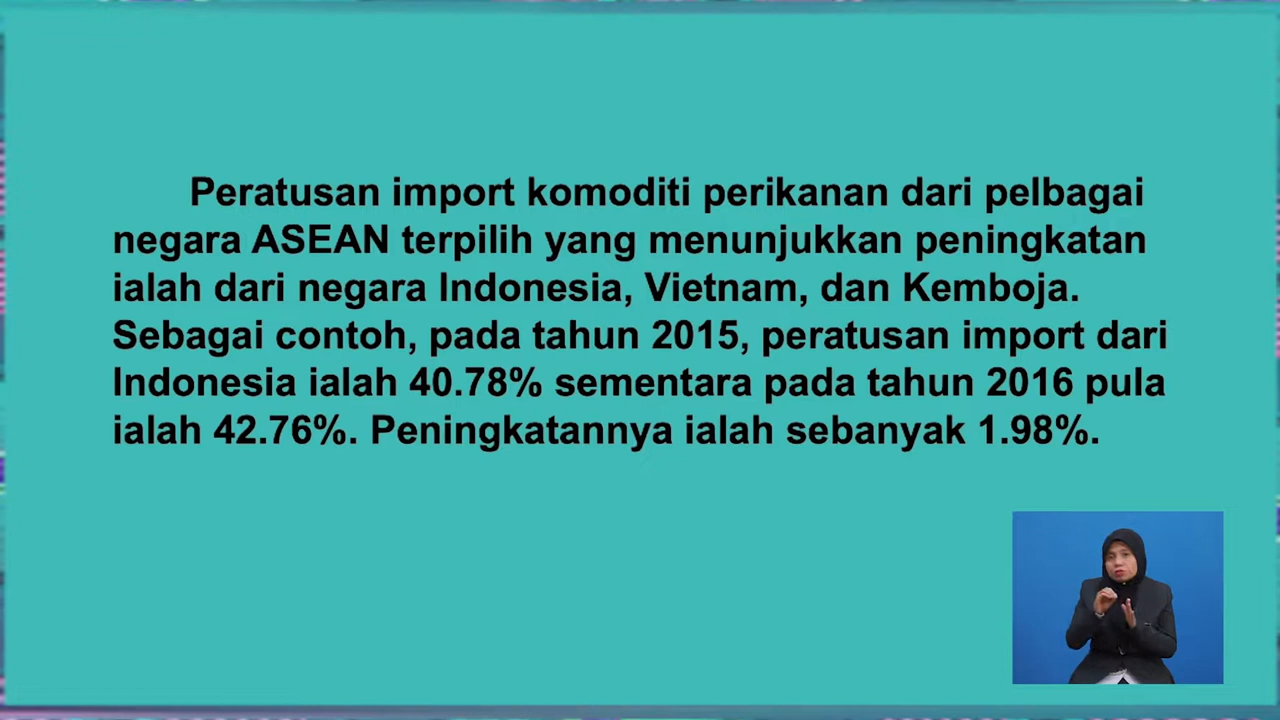 Peratusan import komoditi perikanan dari pelbagai
negara ASEAN terpilih yang menunjukkan peningkatan
ialah dari negara Indonesia, Vietnam, dan Kemboja.
Sebagai contoh, pada tahun 2015, peratusan import dari
Indonesia ialah 40.78% sementara pada tahun 2016 pula
ialah 42.76%. Peningkatannya ialah sebanyak 1.98%.